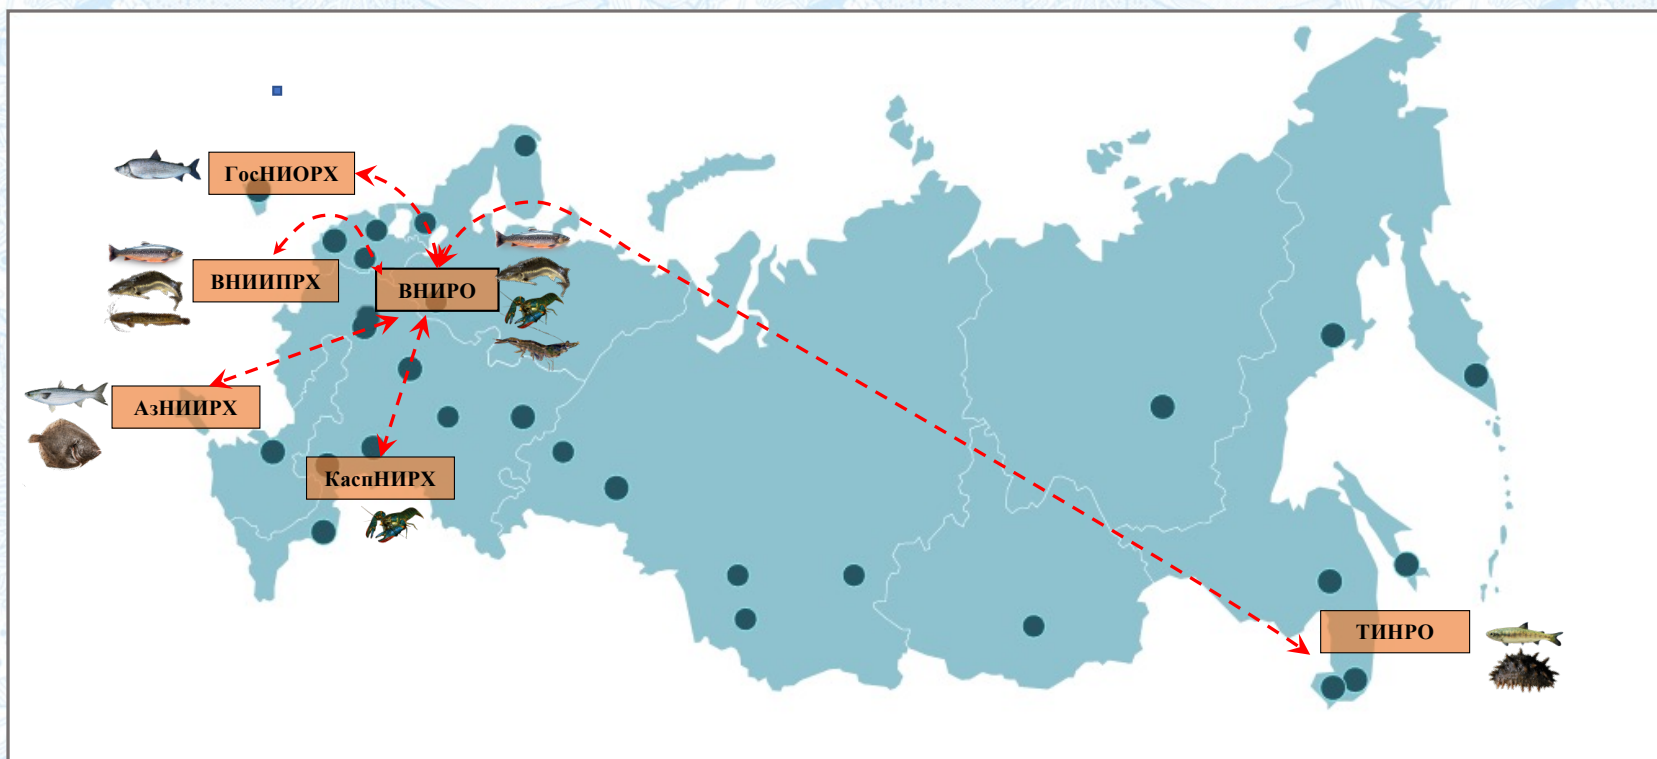 ГосНИОРХ
ВНИИПРХ
ВНИРО
АзНИИРХ
КаспНИРХ
ТИНРО